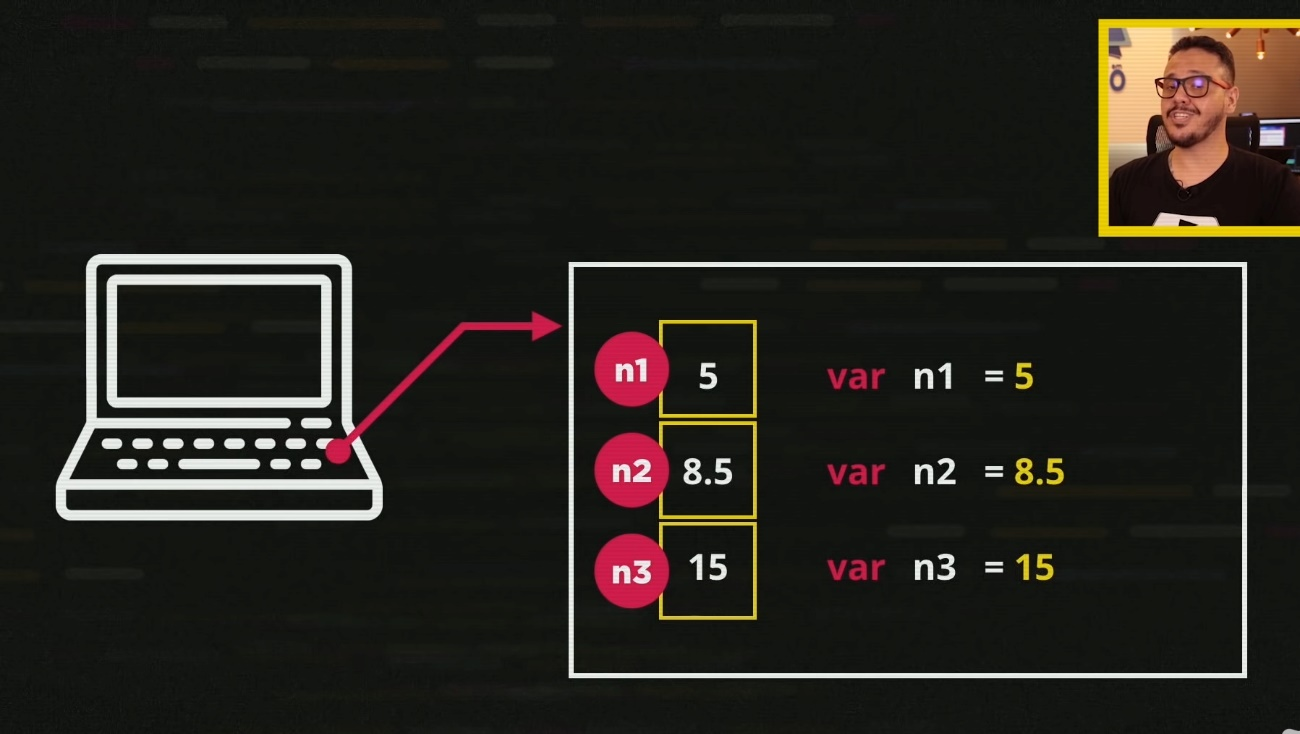 n1 5 var n1 = 5
n2 8.5 var n2 = 8.5
n3 15 var n3 = 15